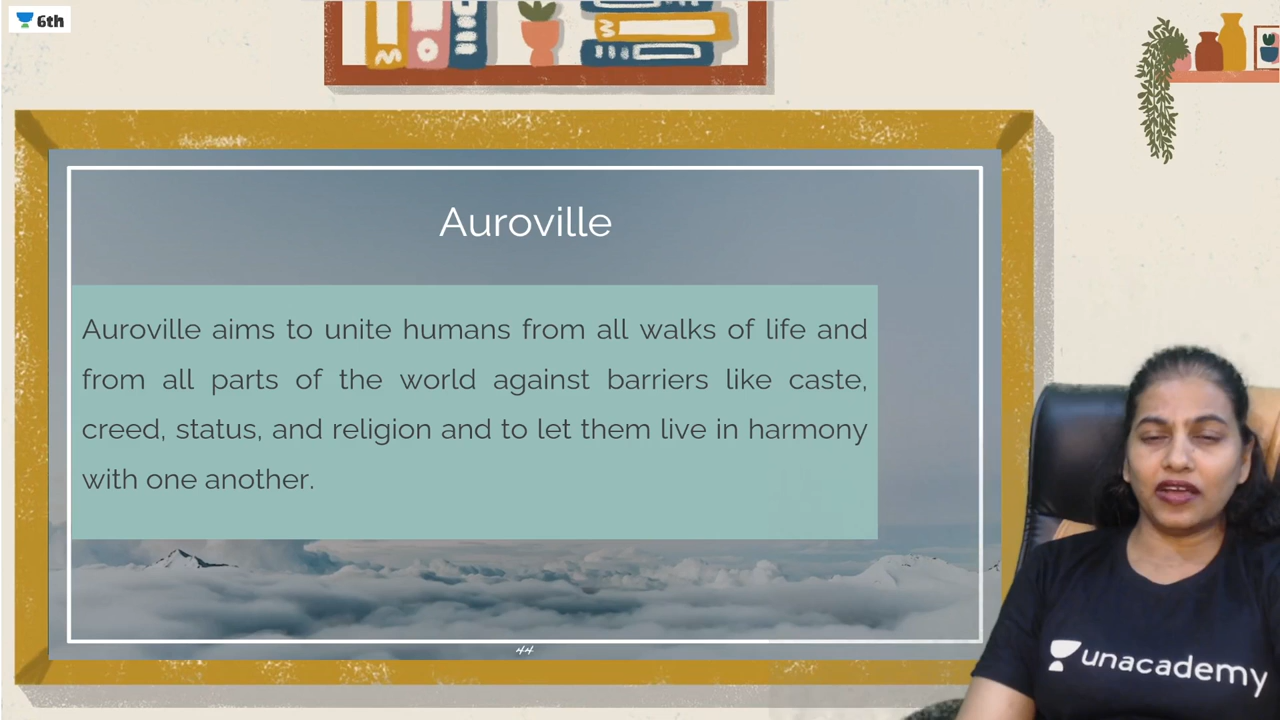 6th
Auroville
Auroville aims to unite humans from all walks of life and
from all parts of the world against barriers like caste,
creed, status, and religion and to let them live in harmony
with one another.
unacademy